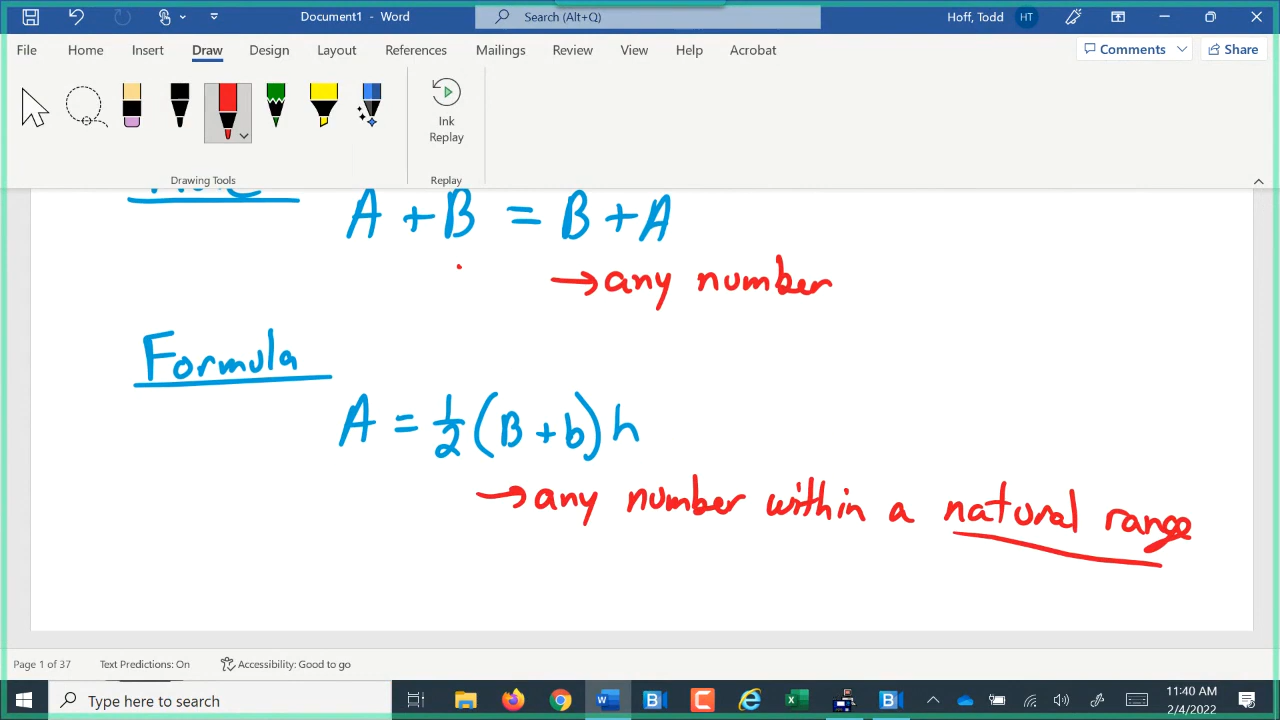 Document1 - Word
Search (Alt+Q)
Hoff, Todd
HT
File Home Insert Draw Design Layout References Mailings Review View Help Acrobat
Comments
Share
Ink
Replay
Drawing Tools
Replay
A + B = B + A
→ any number
Formula
A = 1/2 (B + b) h
→ any number within a natural range
Page 1 of 37
Text Predictions: On
Accessibility: Good to go
Type here to search
11:40 AM
2/4/2022